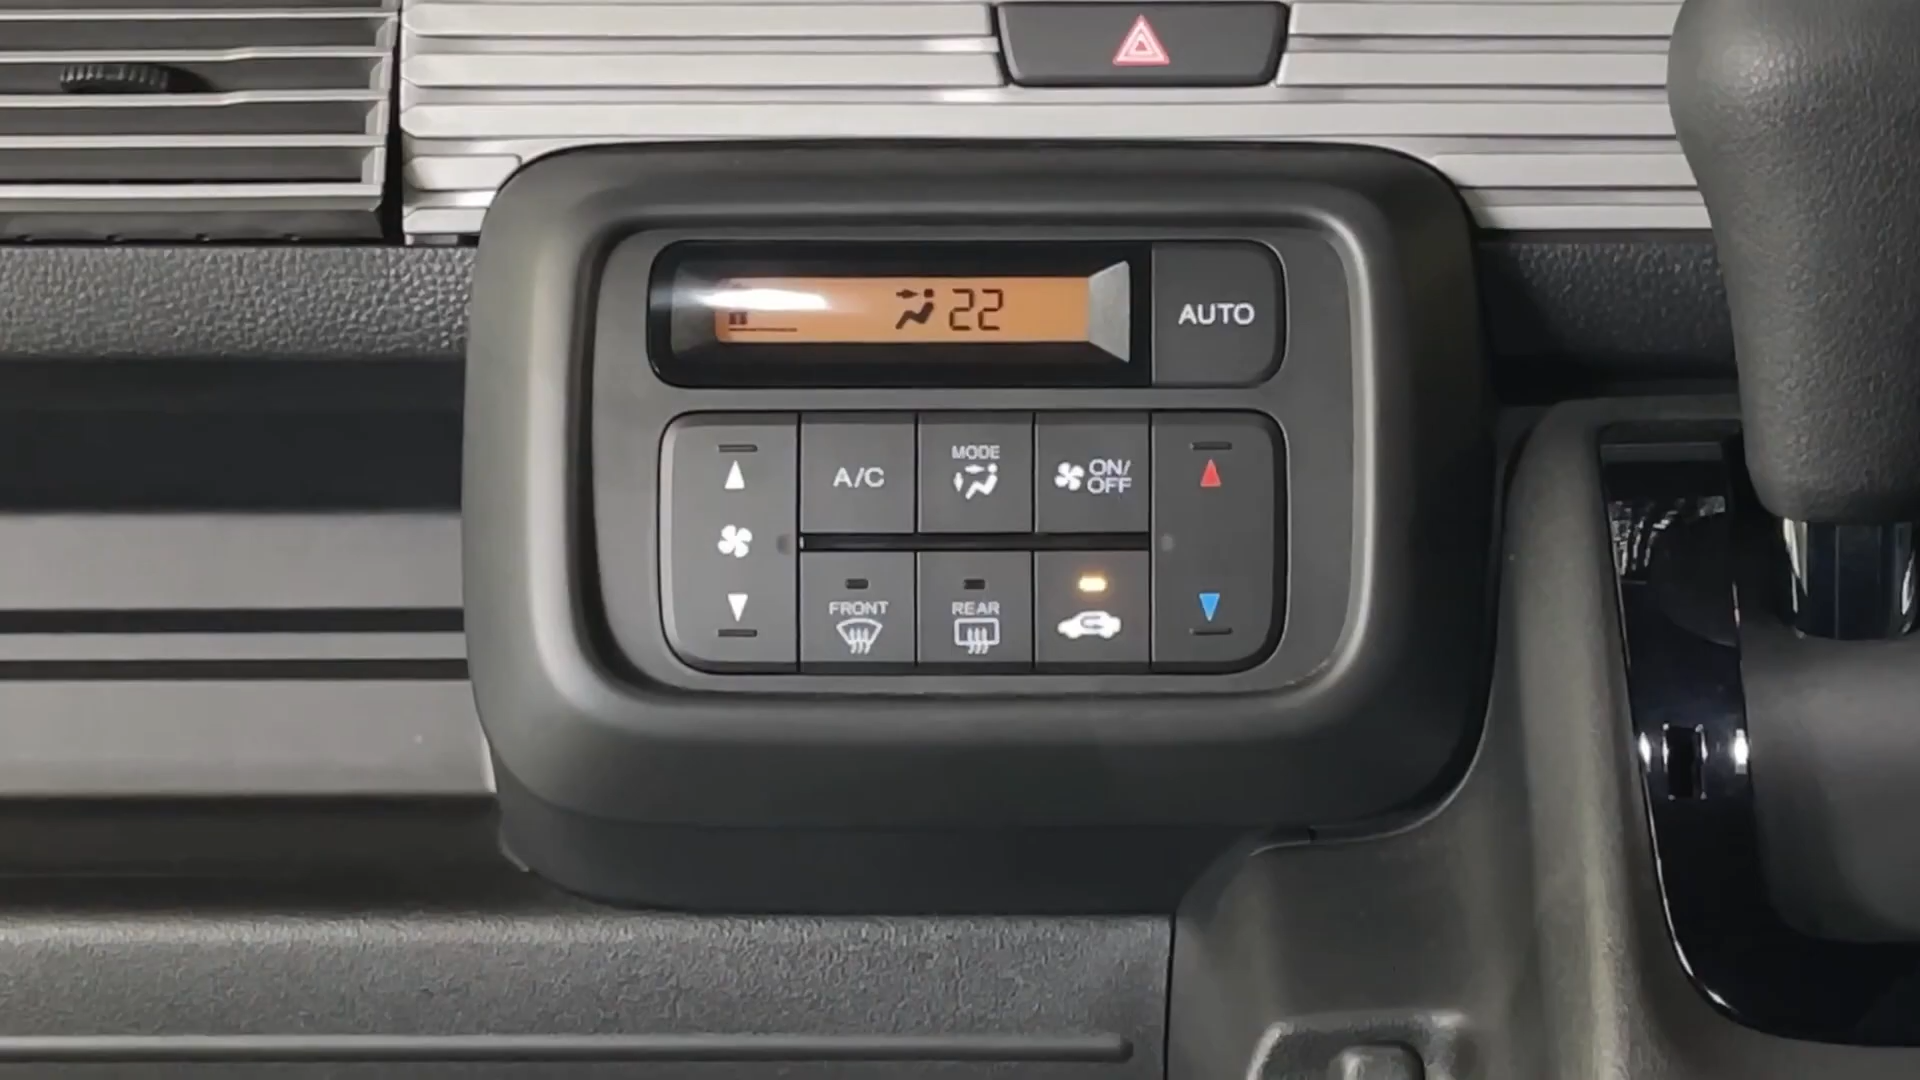 22
AUTO
A/C
MODE
ON/
OFF
FRONT
REAR